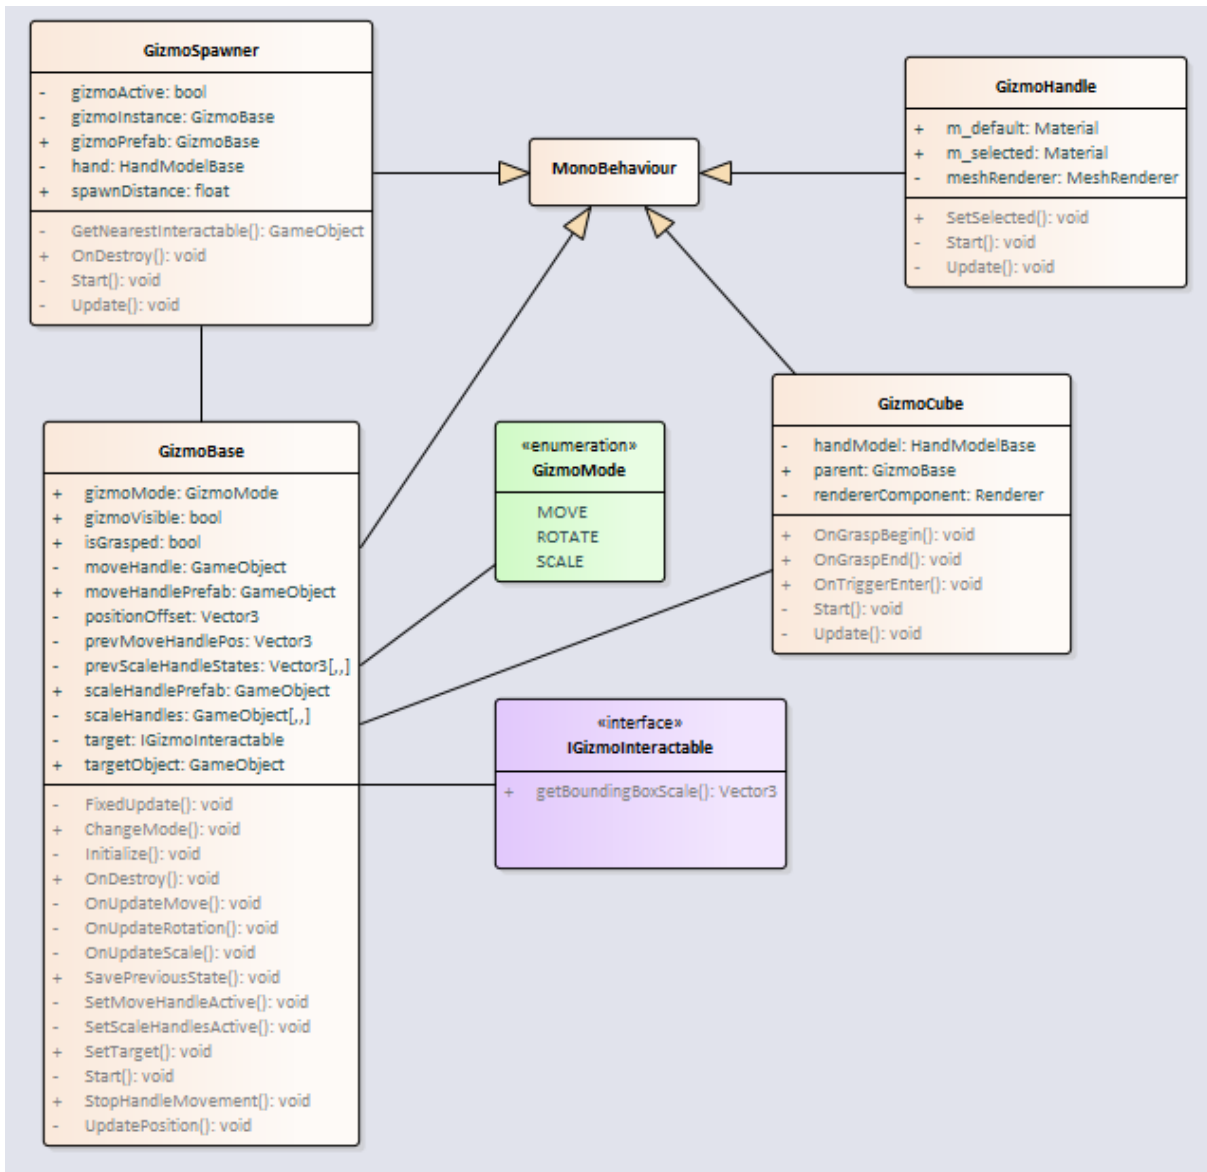 GizmoSpawner
- gizmoActive: bool
- gizmoInstance: GizmoBase
+ gizmoPrefab: GizmoBase
- hand: HandModelBase
+ spawnDistance: float
- GetNearestInteractable(): GameObject
+ OnDestroy(): void
- Start(): void
- Update(): void
MonoBehaviour
GizmoHandle
+ m_default: Material
+ m_selected: Material
- meshRenderer: MeshRenderer
+ SetSelected(): void
- Start(): void
- Update(): void
GizmoBase
+ gizmoMode: GizmoMode
+ gizmoVisible: bool
+ isGrasped: bool
- moveHandle: GameObject
+ moveHandlePrefab: GameObject
- positionOffset: Vector3
- prevMoveHandlePos: Vector3
- prevScaleHandleStates: Vector3[,,]
+ scaleHandlePrefab: GameObject
- scaleHandles: GameObject[,,]
- target: IGizmoInteractable
+ targetObject: GameObject
- FixedUpdate(): void
+ ChangeMode(): void
- Initialize(): void
+ OnDestroy(): void
- OnUpdateMove(): void
- OnUpdateRotation(): void
- OnUpdateScale(): void
+ SavePreviousState(): void
- SetMoveHandleActive(): void
- SetScaleHandlesActive(): void
+ SetTarget(): void
- Start(): void
+ StopHandleMovement(): void
- UpdatePosition(): void
«enumeration»
GizmoMode
MOVE
ROTATE
SCALE
GizmoCube
- handModel: HandModelBase
+ parent: GizmoBase
- rendererComponent: Renderer
+ OnGraspBegin(): void
+ OnGraspEnd(): void
+ OnTriggerEnter(): void
- Start(): void
- Update(): void
«interface»
IGizmoInteractable
+ getBoundingBoxScale(): Vector3